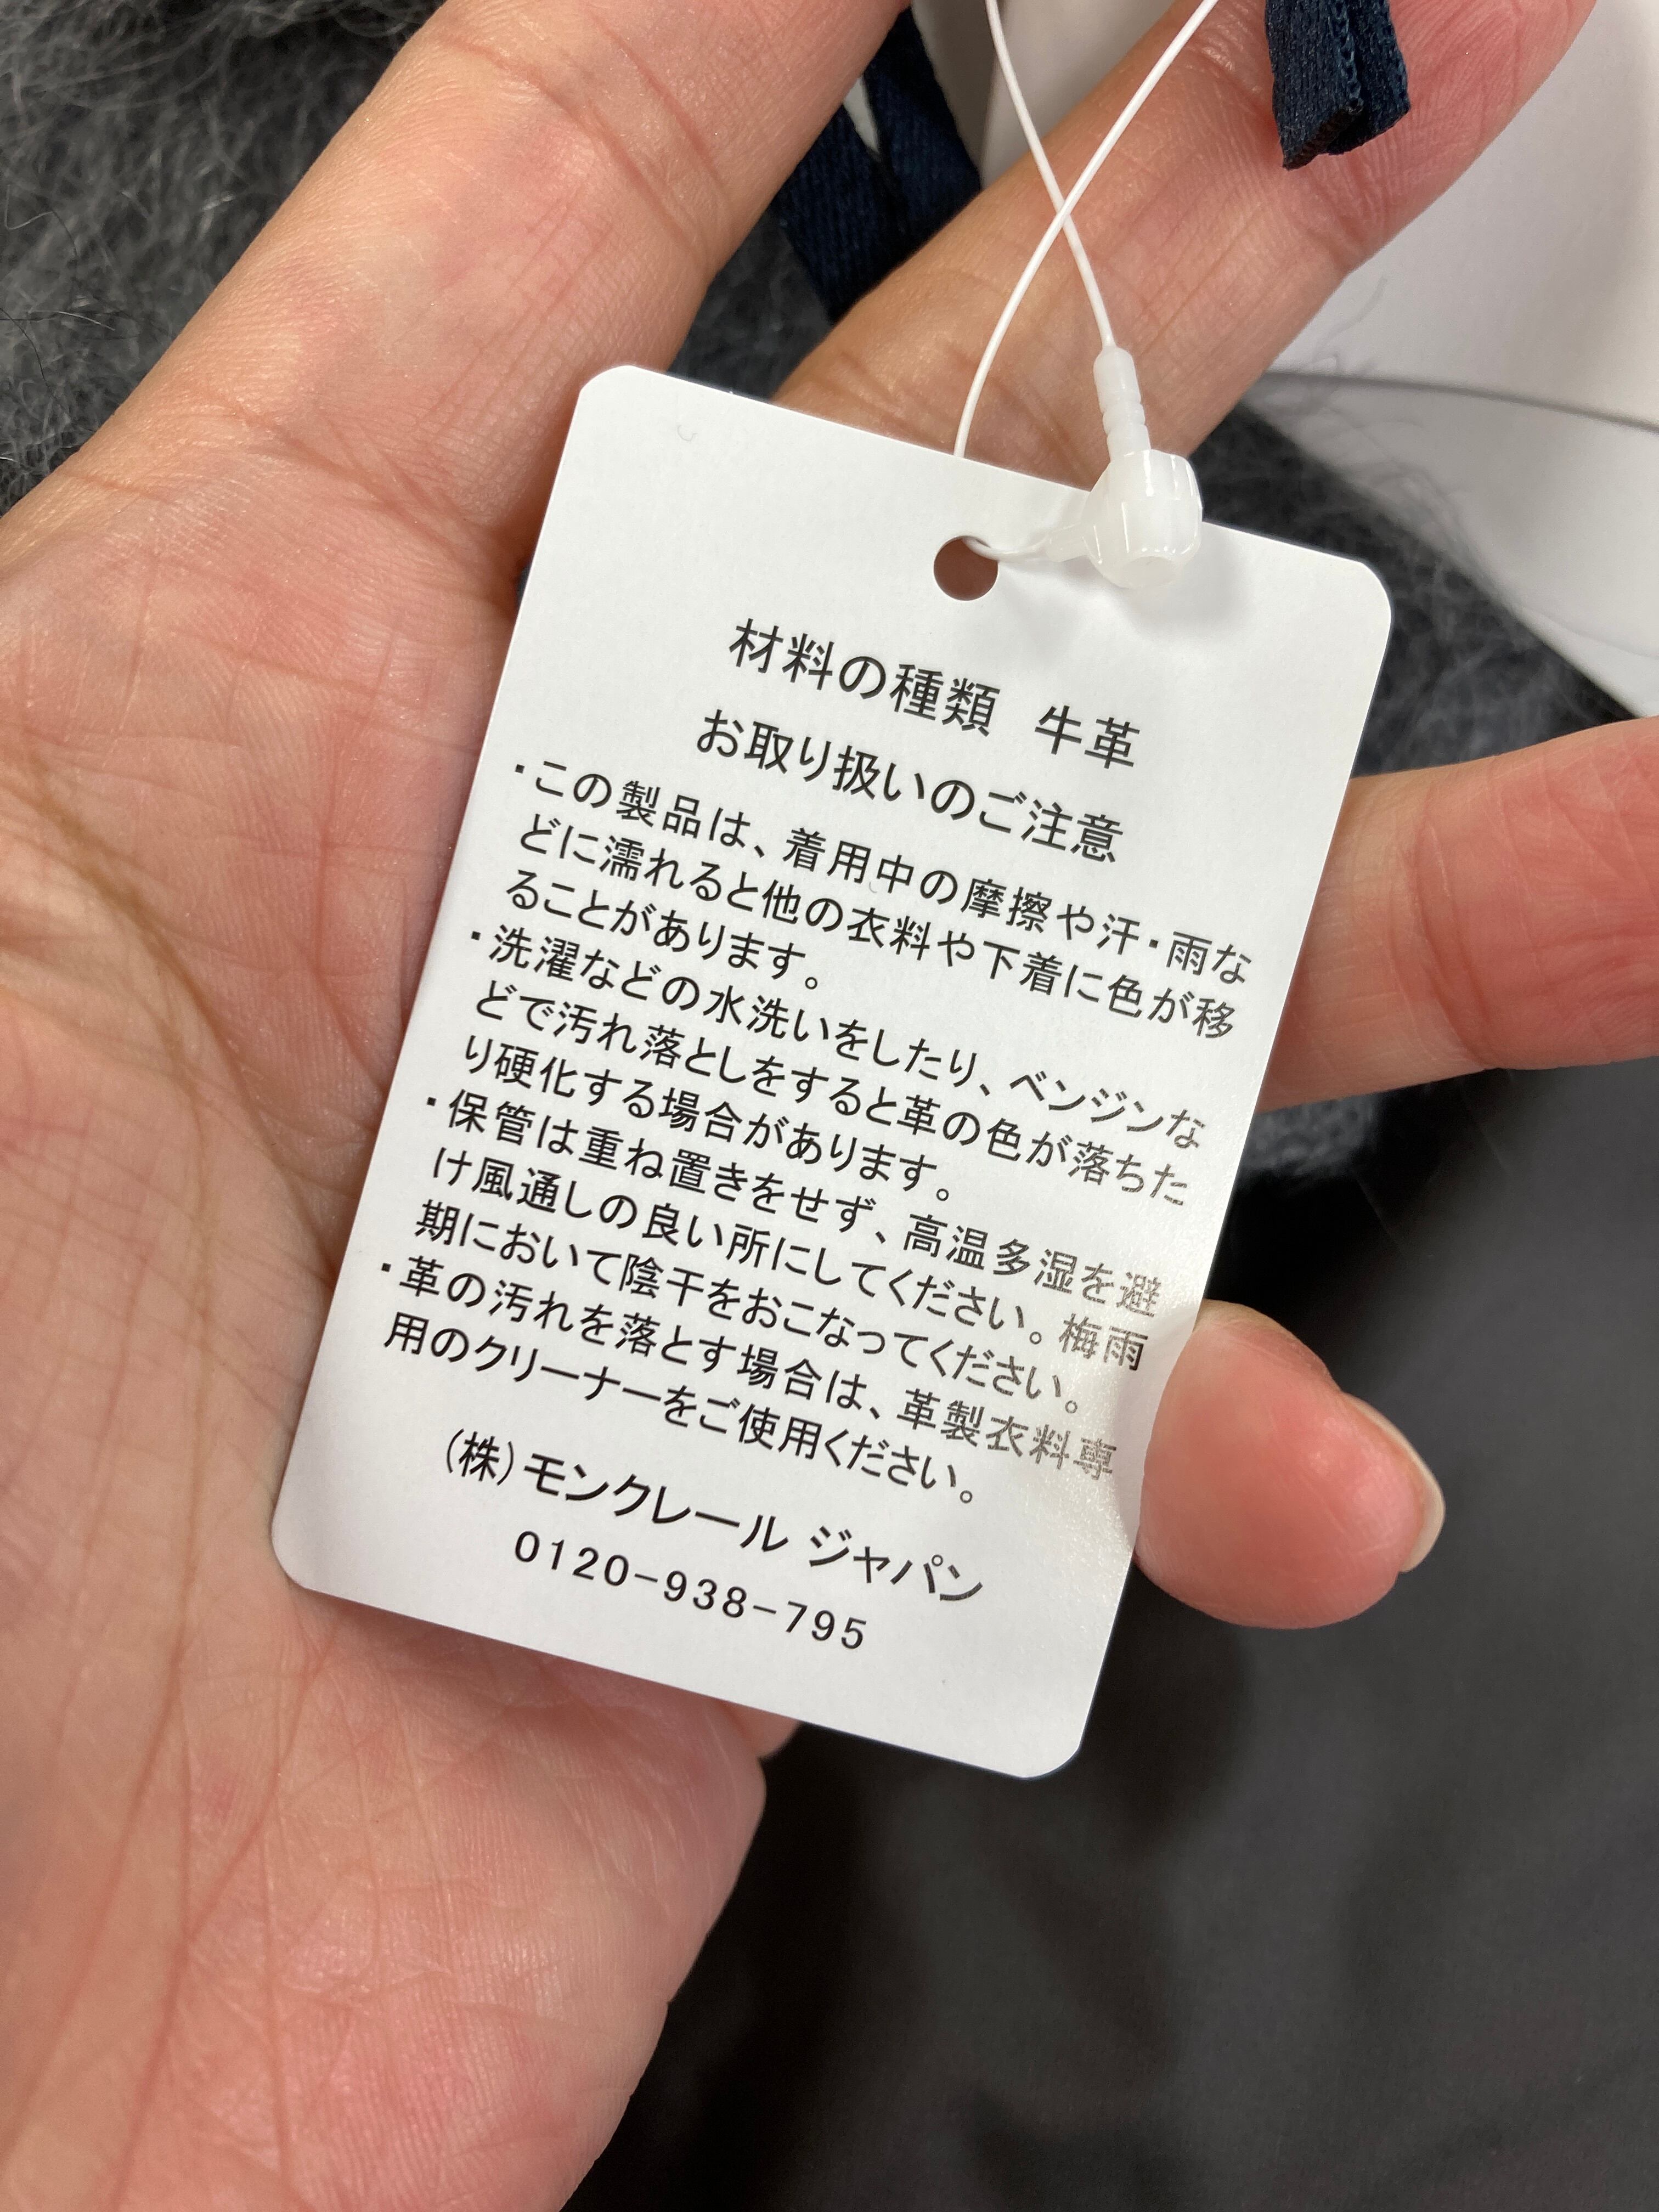 材料の種類　牛革
お取り扱いのご注意
・この製品は、着用中の摩擦や汗・雨な
どに濡れると他の衣料や下着に色が移
ることがあります。
・洗濯などの水洗いをしたり、ベンジンな
どで汚れ落としをすると革の色が落ちた
り硬化する場合があります。
・保管は重ね置きをせず、高温多湿を避
け風通しの良い所にしてください。梅雨
期において陰干をおこなってください。
・革の汚れを落とす場合は、革製衣料専
用のクリーナーをご使用ください。
(株)モンクレール ジャパン
0120-938-795